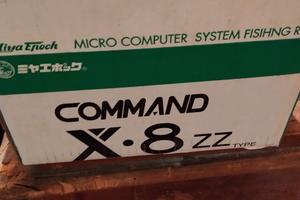 Miya Epoch MICRO COMPUTER SYSTEM FISIHNG R
ミヤエポック
COMMAND
X·8 ZZ TYPE